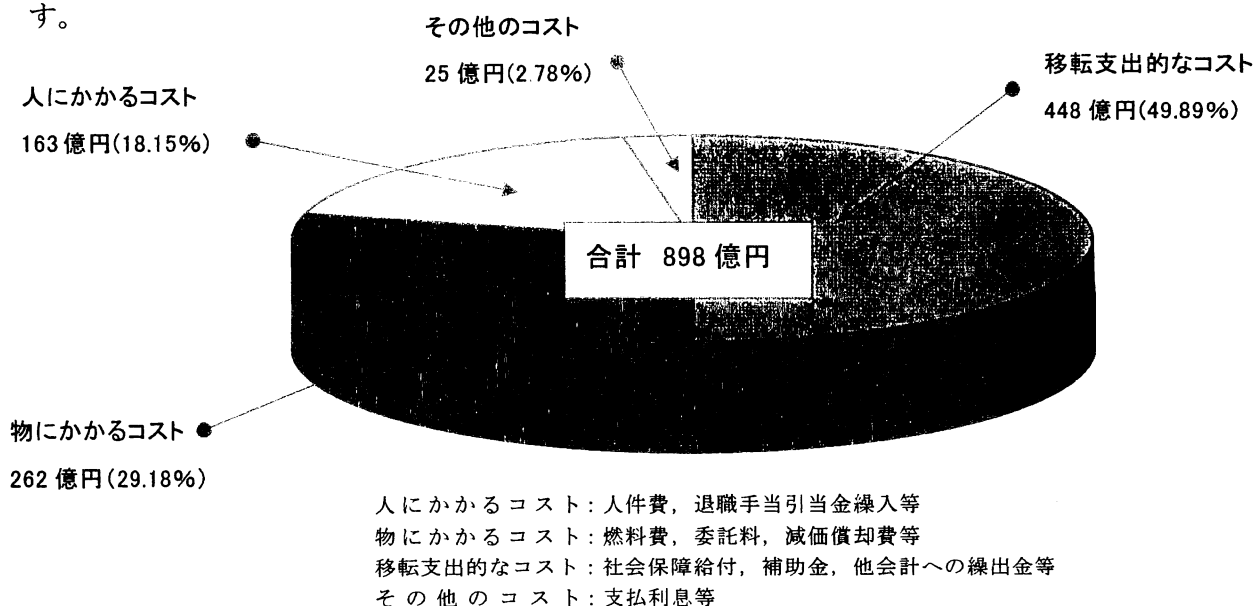 す。
その他のコスト
25 億円(2.78%)
移転支出的なコスト
448 億円(49.89%)
人にかかるコスト
163 億円(18.15%)
合計 898 億円
物にかかるコスト
262 億円(29.18%)
人にかかるコスト：人件費，退職手当引当金繰入等
物にかかるコスト：燃料費，委託料，減価償却費等
移転支出的なコスト：社会保障給付，補助金，他会計への繰出金等
その他のコスト：支払利息等